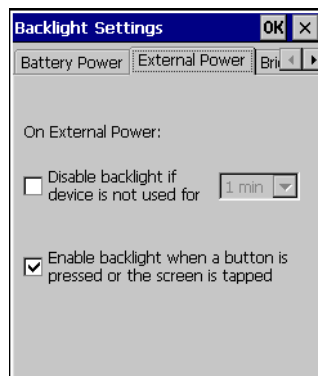 Backlight Settings OK ×
Battery Power External Power Bri
On External Power:
Disable backlight if
device is not used for 1 min
Enable backlight when a button is
pressed or the screen is tapped